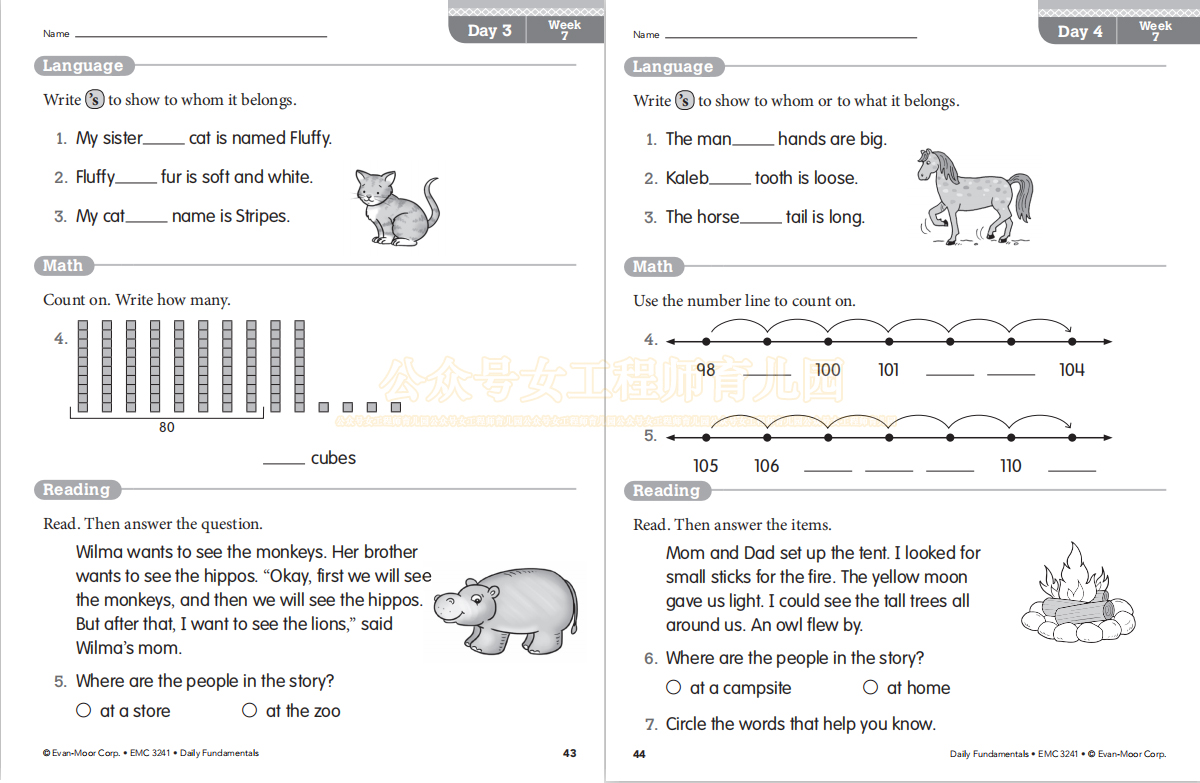 Name
Day 3
Week
7
Language
Write 's to show to whom it belongs.
1. My sister_____ cat is named Fluffy.
2. Fluffy_____ fur is soft and white.
3. My cat_____ name is Stripes.
Math
Count on. Write how many.
4.
80
_____ cubes
Reading
Read. Then answer the question.
Wilma wants to see the monkeys. Her brother
wants to see the hippos. “Okay, first we will see
the monkeys, and then we will see the hippos.
But after that, I want to see the lions,” said
Wilma’s mom.
5. Where are the people in the story?
at a store at the zoo
© Evan-Moor Corp. • EMC 3241 • Daily Fundamentals
43
Name
Day 4
Week
7
Language
Write 's to show to whom or to what it belongs.
1. The man_____ hands are big.
2. Kaleb_____ tooth is loose.
3. The horse_____ tail is long.
Math
Use the number line to count on.
4.
98 _____ 100 101 _____ _____ 104
5.
105 106 _____ _____ _____ 110 _____
Reading
Read. Then answer the items.
Mom and Dad set up the tent. I looked for
small sticks for the fire. The yellow moon
gave us light. I could see the tall trees all
around us. An owl flew by.
6. Where are the people in the story?
at a campsite at home
7. Circle the words that help you know.
44
Daily Fundamentals • EMC 3241 • © Evan-Moor Corp.
公众号女工程师育儿园